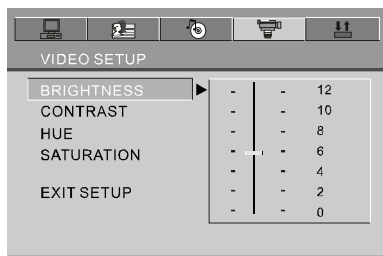 VIDEO SETUP
BRIGHTNESS
CONTRAST
HUE
SATURATION
EXIT SETUP
- - 12
- - 10
- - 8
- - 6
- - 4
- - 2
- - 0